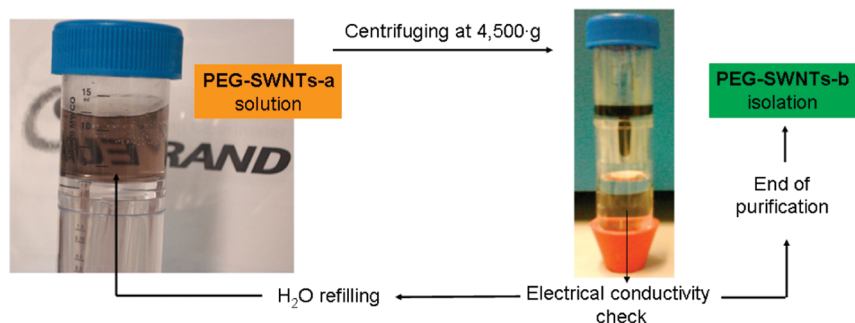 Centrifuging at 4,500·g
PEG-SWNTs-a
solution
PEG-SWNTs-b
isolation
15
10
RAND
End of
purification
H₂O refilling
Electrical conductivity
check